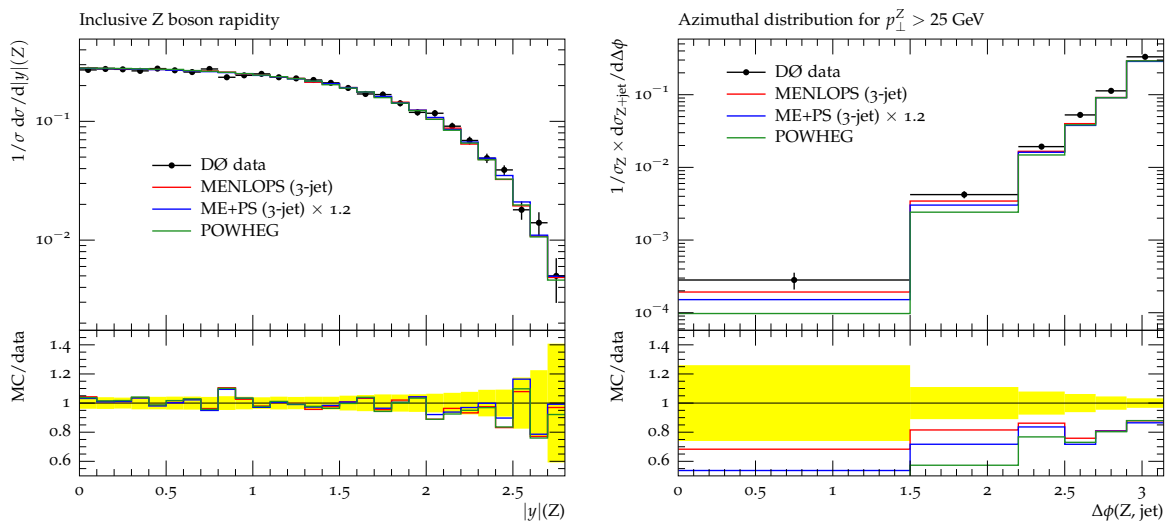 Inclusive Z boson rapidity
1/σ dσ/d|y|(Z)
10⁻¹
10⁻²
DØ data
MENLOPS (3-jet)
ME+PS (3-jet) × 1.2
POWHEG
MC/data
1.4
1.2
1
0.8
0.6
0 0.5 1 1.5 2 2.5
|y|(Z)
Azimuthal distribution for p_⊥^Z > 25 GeV
1/σ_Z × dσ_Z+jet/dΔϕ
10⁻¹
10⁻²
10⁻³
10⁻⁴
DØ data
MENLOPS (3-jet)
ME+PS (3-jet) × 1.2
POWHEG
MC/data
1.4
1.2
1
0.8
0.6
0 0.5 1 1.5 2 2.5 3
Δϕ(Z, jet)